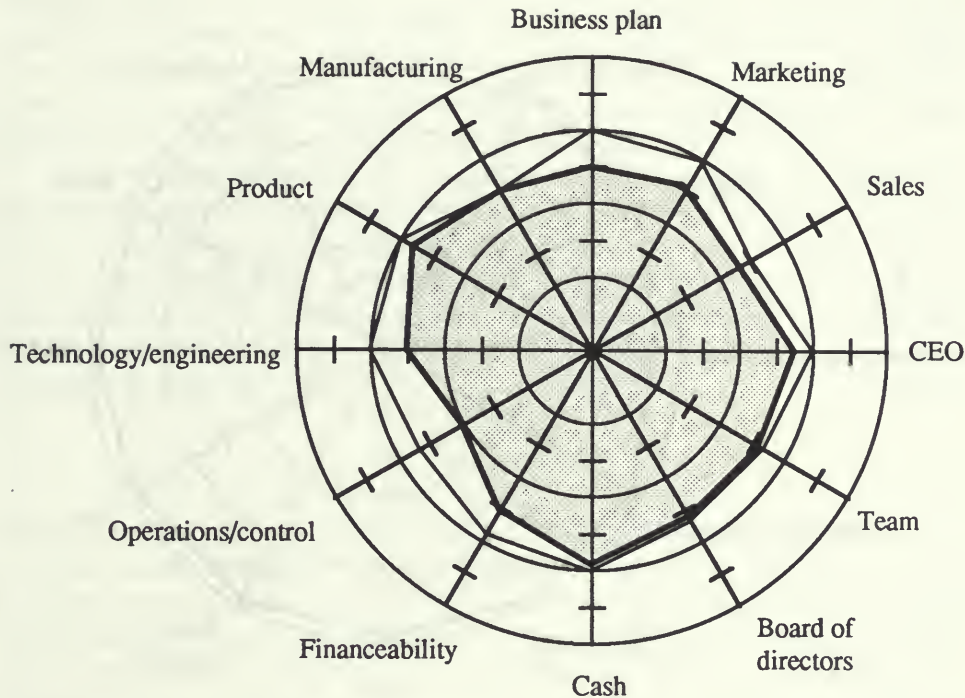 Business plan
Manufacturing
Marketing
Product
Sales
Technology/engineering
CEO
Operations/control
Team
Financeability
Board of
directors
Cash